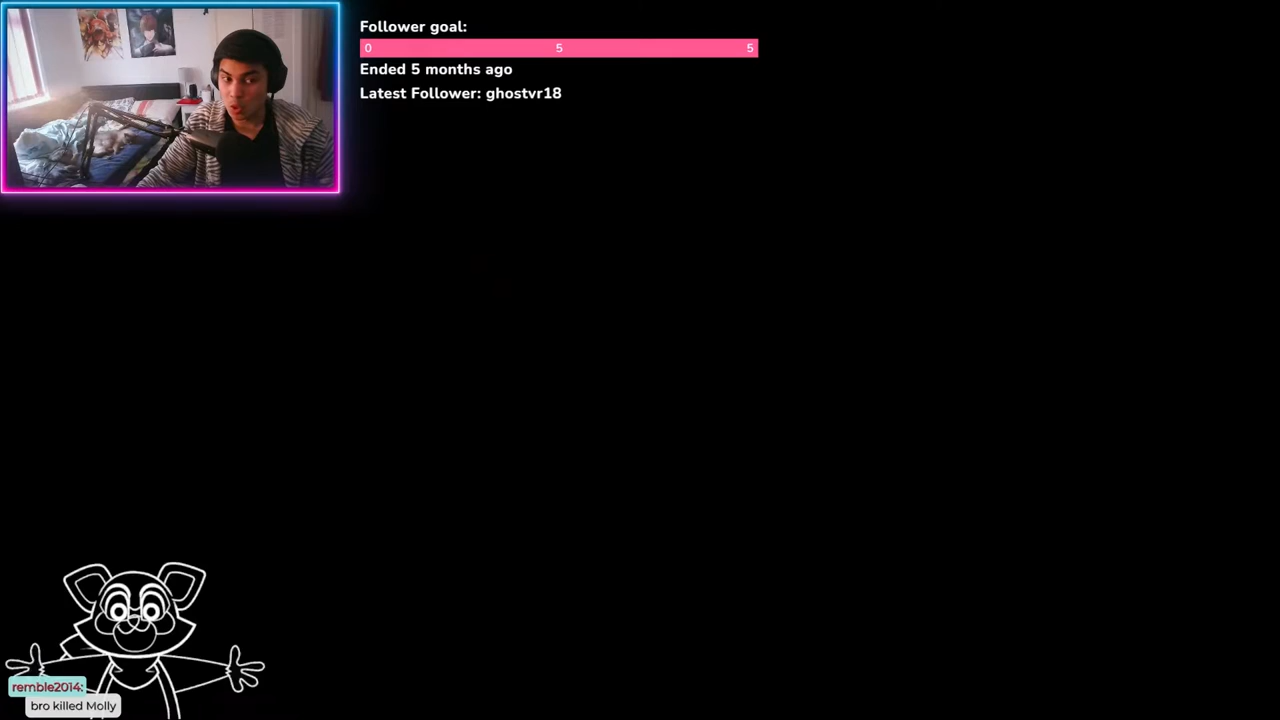 Follower goal:
0 5 5
Ended 5 months ago
Latest Follower: ghostvr18
remble2014:
bro killed Molly